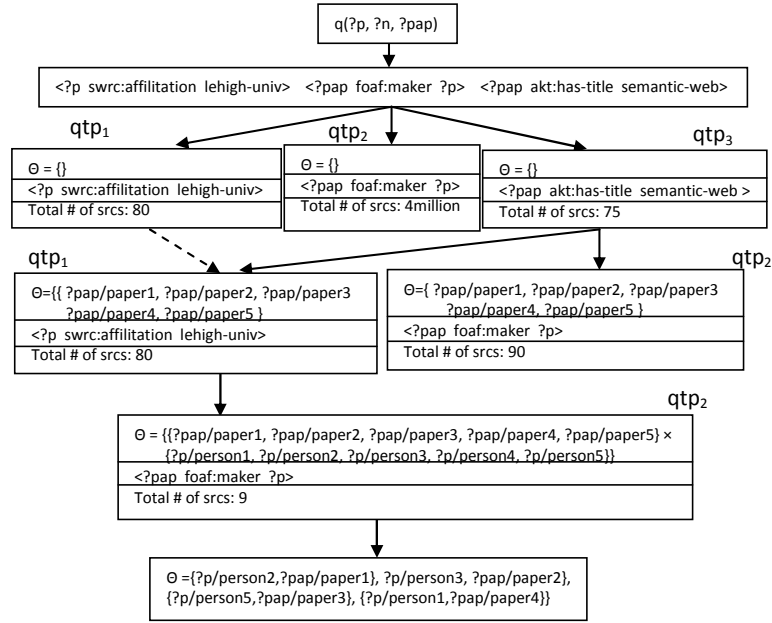 q(?p, ?n, ?pap)
<?p swrc:affilitation lehigh-univ> <?pap foaf:maker ?p> <?pap akt:has-title semantic-web>
qtp1
Θ = {}
<?p swrc:affilitation lehigh-univ>
Total # of srcs: 80
qtp2
Θ = {}
<?pap foaf:maker ?p>
Total # of srcs: 4million
qtp3
Θ = {}
<?pap akt:has-title semantic-web >
Total # of srcs: 75
qtp1
Θ={{ ?pap/paper1, ?pap/paper2, ?pap/paper3
?pap/paper4, ?pap/paper5 }
<?p swrc:affilitation lehigh-univ>
Total # of srcs: 80
qtp2
Θ={ ?pap/paper1, ?pap/paper2, ?pap/paper3
?pap/paper4, ?pap/paper5 }
<?pap foaf:maker ?p>
Total # of srcs: 90
qtp2
Θ = {{?pap/paper1, ?pap/paper2, ?pap/paper3, ?pap/paper4, ?pap/paper5} ×
{?p/person1, ?p/person2, ?p/person3, ?p/person4, ?p/person5}}
<?pap foaf:maker ?p>
Total # of srcs: 9
Θ ={?p/person2,?pap/paper1}, ?p/person3, ?pap/paper2},
{?p/person5,?pap/paper3}, {?p/person1,?pap/paper4}}